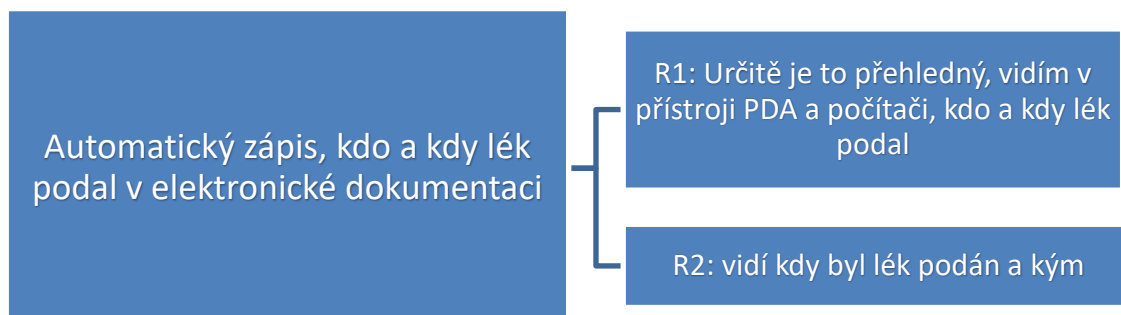 Automatický zápis, kdo a kdy lék
podal v elektronické dokumentaci
R1: Určitě je to přehledný, vidím v
přístroji PDA a počítači, kdo a kdy lék
podal
R2: vidí kdy byl lék podán a kým